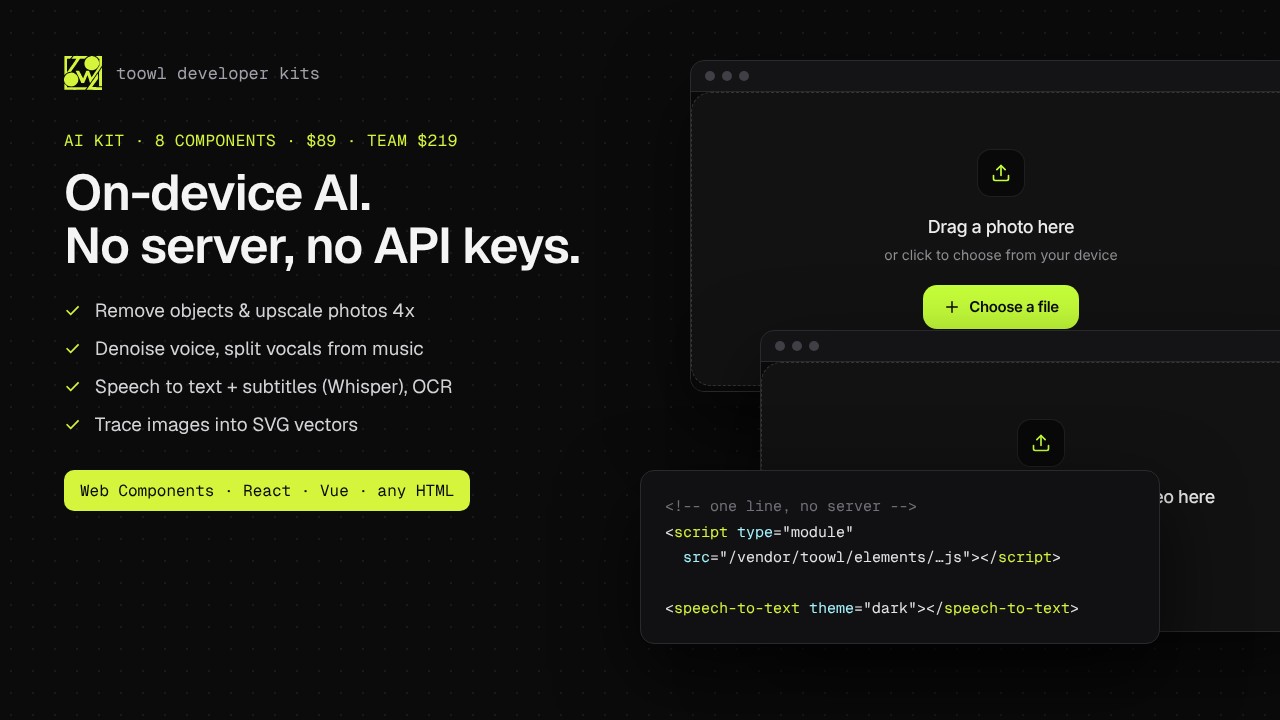 toowl developer kits
AI KIT · 8 COMPONENTS · $89 · TEAM $219
On-device AI.
No server, no API keys.
Remove objects & upscale photos 4x
Denoise voice, split vocals from music
Speech to text + subtitles (Whisper), OCR
Trace images into SVG vectors
Web Components · React · Vue · any HTML
Drag a photo here
or click to choose from your device
+ Choose a file
eo here
<!-- one line, no server -->
<script type="module"
src="/vendor/toowl/elements/…js"></script>
<speech-to-text theme="dark"></speech-to-text>